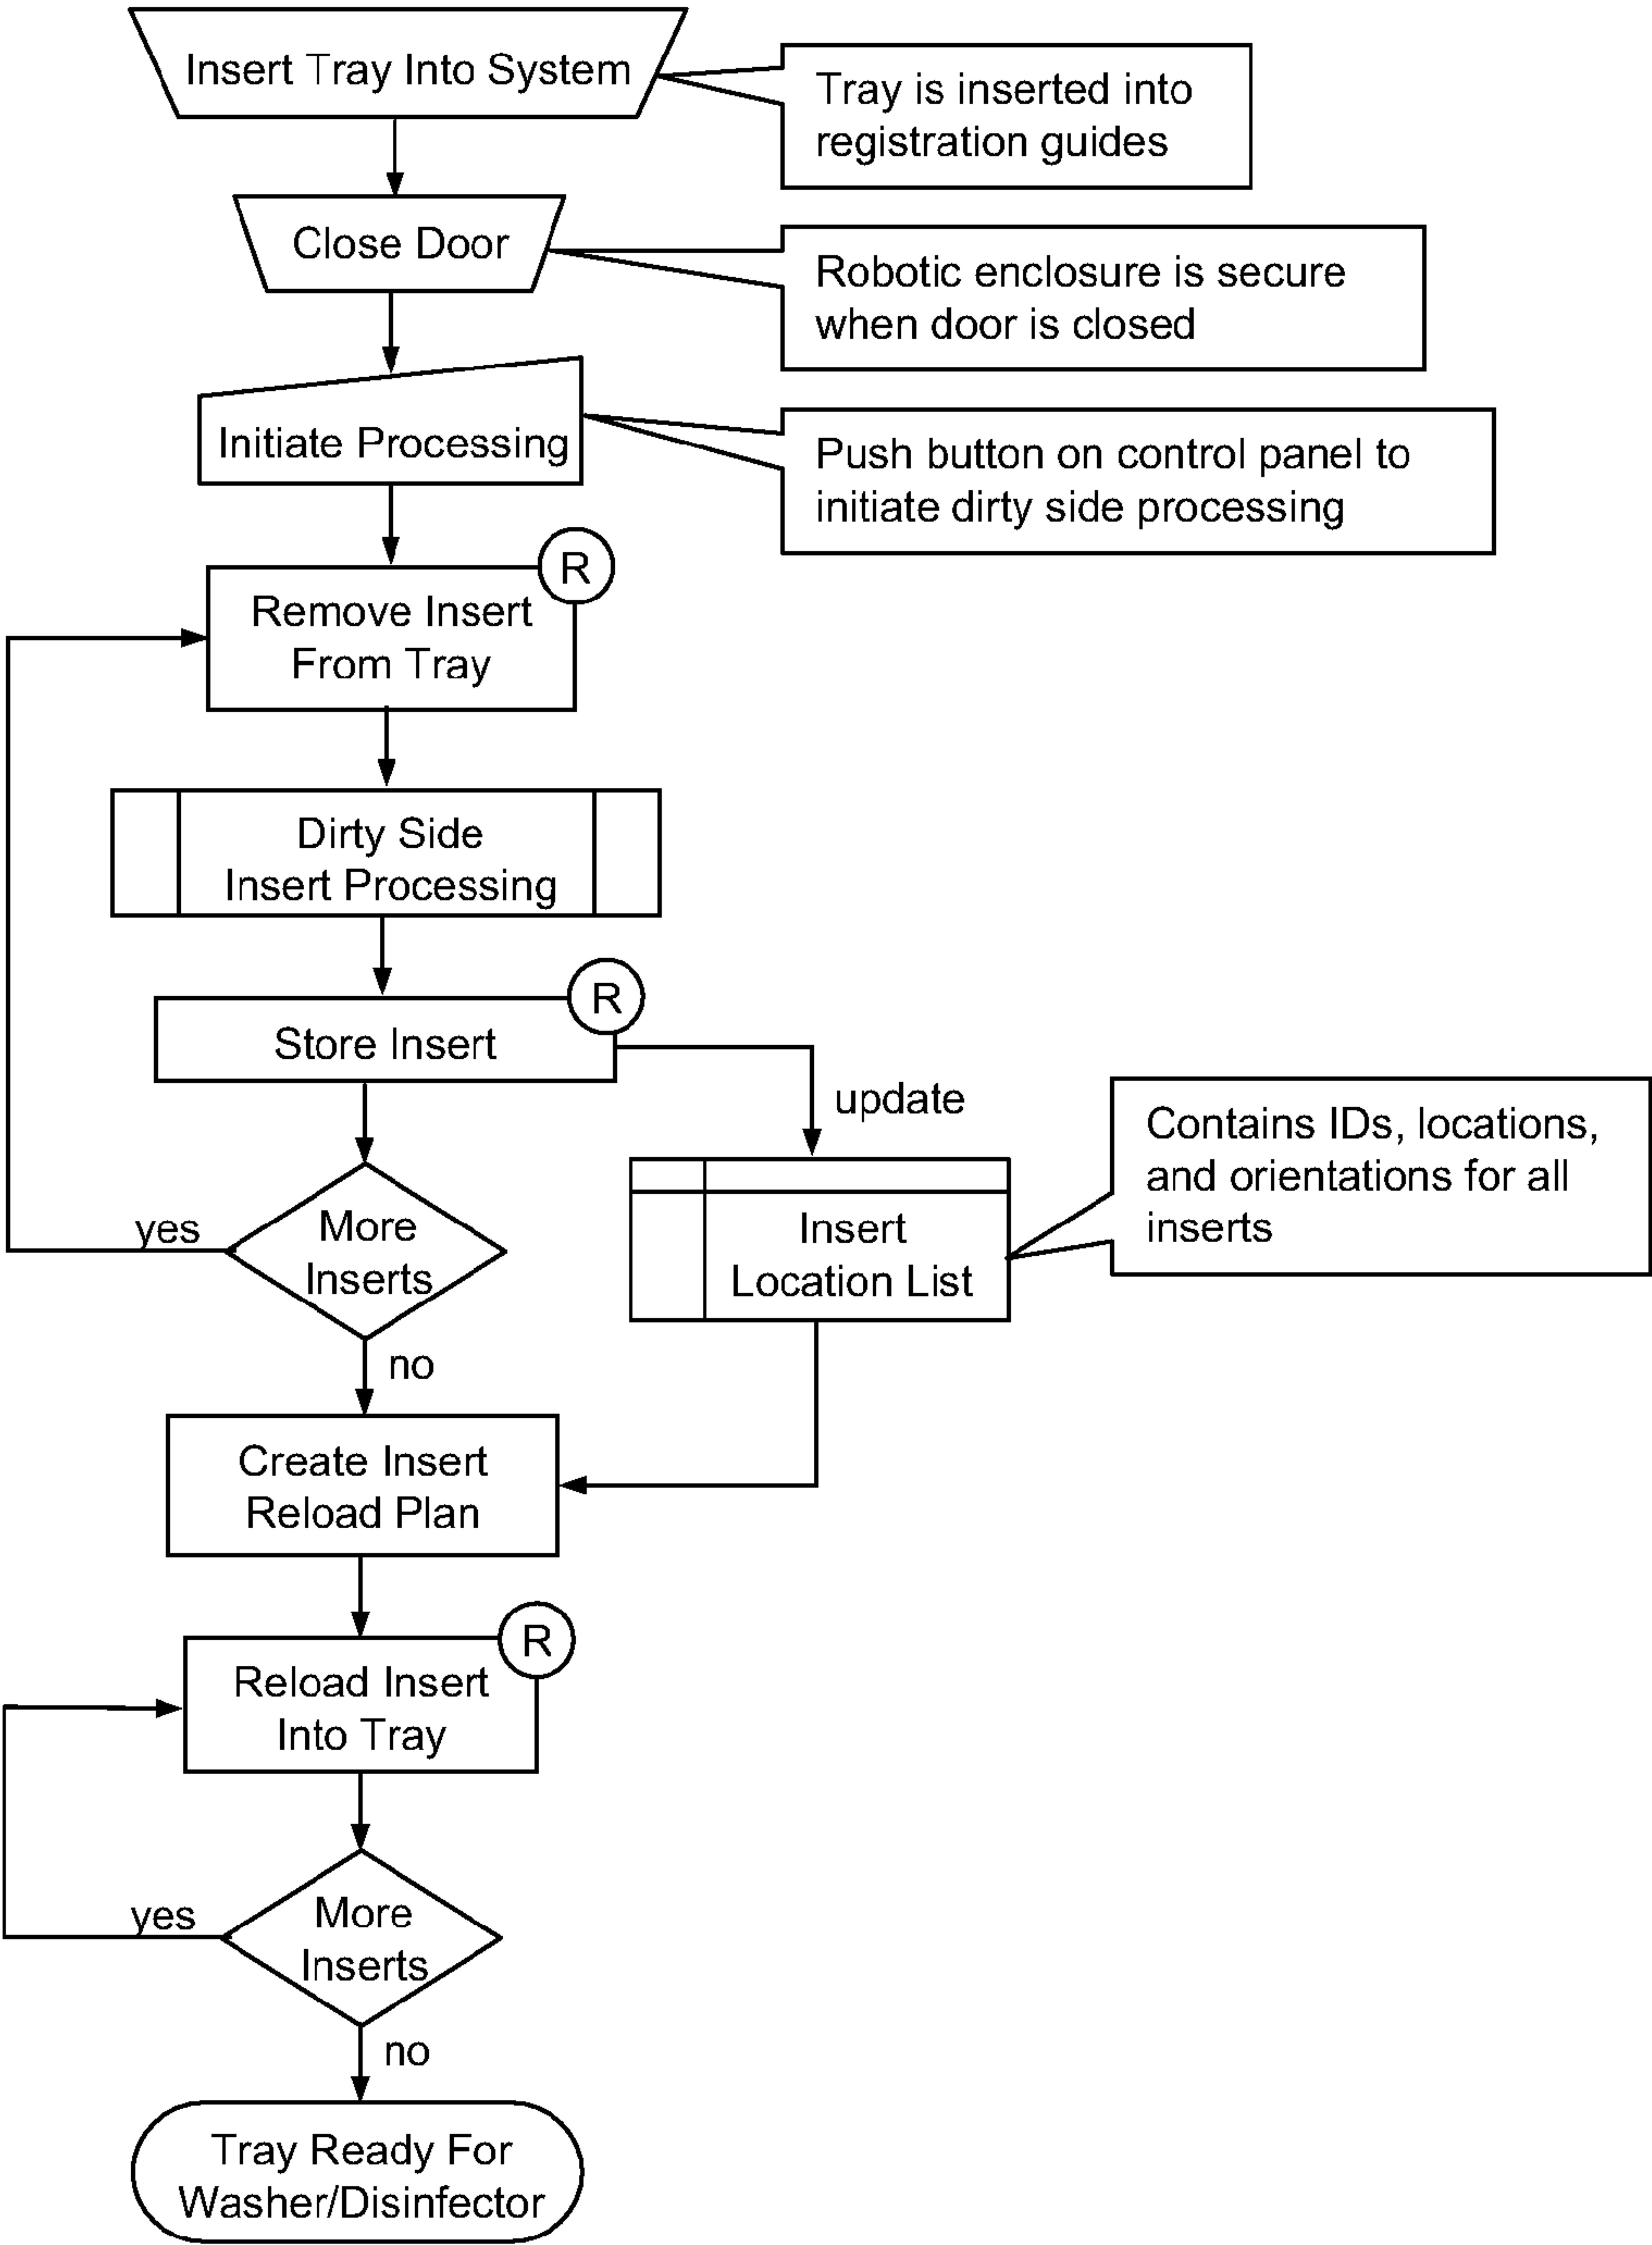 Insert Tray Into System
Tray is inserted into
registration guides
Close Door
Robotic enclosure is secure
when door is closed
Initiate Processing
Push button on control panel to
initiate dirty side processing
R
Remove Insert
From Tray
Dirty Side
Insert Processing
R
Store Insert
update
Contains IDs, locations,
and orientations for all
inserts
yes
More
Inserts
Insert
Location List
no
Create Insert
Reload Plan
R
Reload Insert
Into Tray
yes
More
Inserts
no
Tray Ready For
Washer/Disinfector